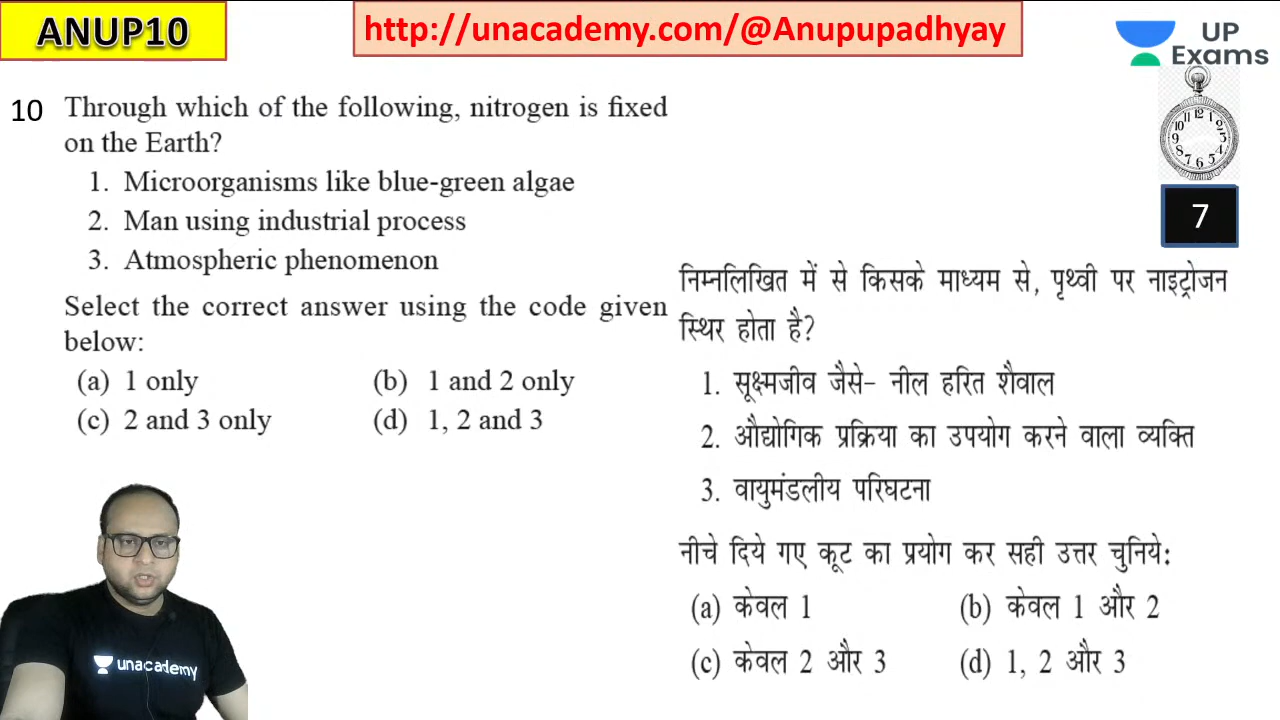 ANUP10
http://unacademy.com/@Anupupadhyay
UP
Exams
7
10 Through which of the following, nitrogen is fixed
on the Earth?
1. Microorganisms like blue-green algae
2. Man using industrial process
3. Atmospheric phenomenon
Select the correct answer using the code given
below:
(a) 1 only (b) 1 and 2 only
(c) 2 and 3 only (d) 1, 2 and 3
निम्नलिखित में से किसके माध्यम से, पृथ्वी पर नाइट्रोजन
स्थिर होता है?
1. सूक्ष्मजीव जैसे- नील हरित शैवाल
2. औद्योगिक प्रक्रिया का उपयोग करने वाला व्यक्ति
3. वायुमंडलीय परिघटना
नीचे दिये गए कूट का प्रयोग कर सही उत्तर चुनिये:
(a) केवल 1 (b) केवल 1 और 2
(c) केवल 2 और 3 (d) 1, 2 और 3
unacademy